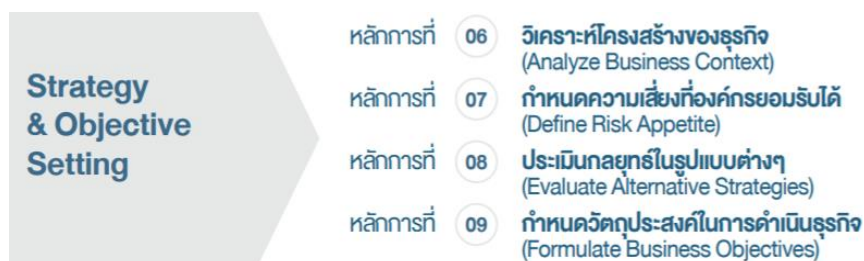 Strategy
& Objective
Setting
หลักการที่ 06 วิเคราะห์โครงสร้างของธุรกิจ
(Analyze Business Context)
หลักการที่ 07 กำหนดความเสี่ยงที่องค์กรยอมรับได้
(Define Risk Appetite)
หลักการที่ 08 ประเมินกลยุทธ์ในรูปแบบต่างๆ
(Evaluate Alternative Strategies)
หลักการที่ 09 กำหนดวัตถุประสงค์ในการดำเนินธุรกิจ
(Formulate Business Objectives)